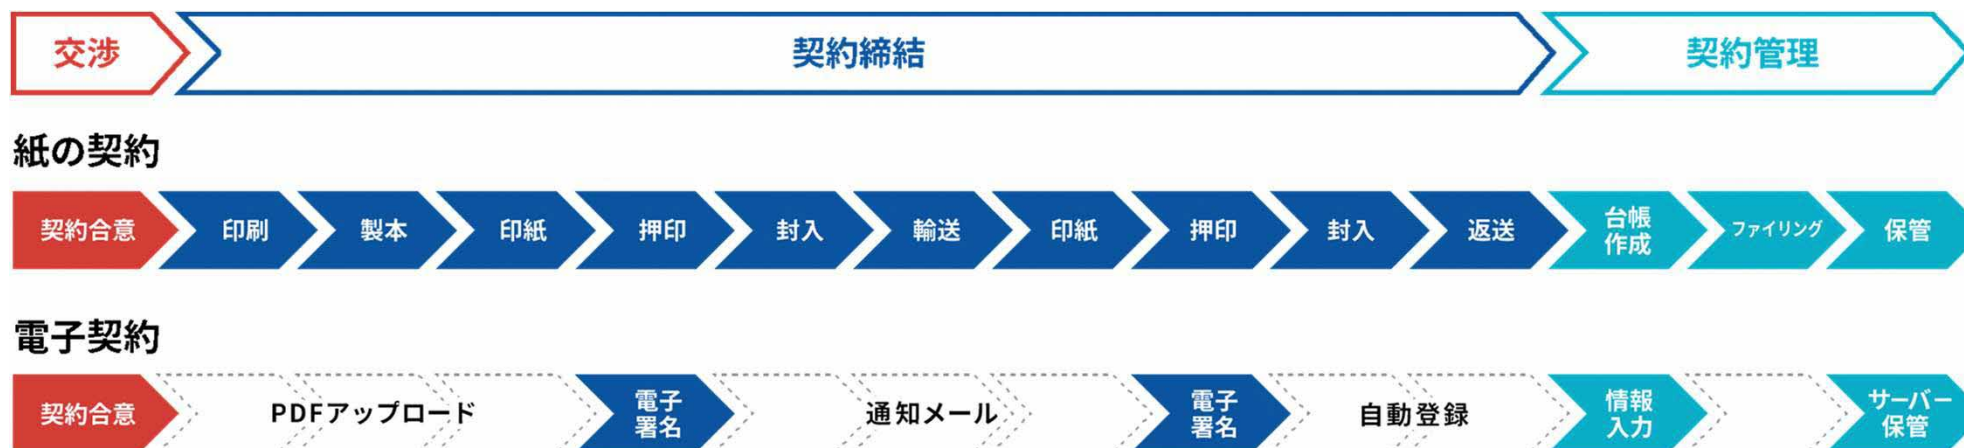 交渉
契約締結
契約管理
紙の契約
契約合意
印刷
製本
印紙
押印
封入
輸送
印紙
押印
封入
返送
台帳
作成
ファイリング
保管
電子契約
契約合意
PDFアップロード
電子
署名
通知メール
電子
署名
自動登録
情報
入力
サーバー
保管